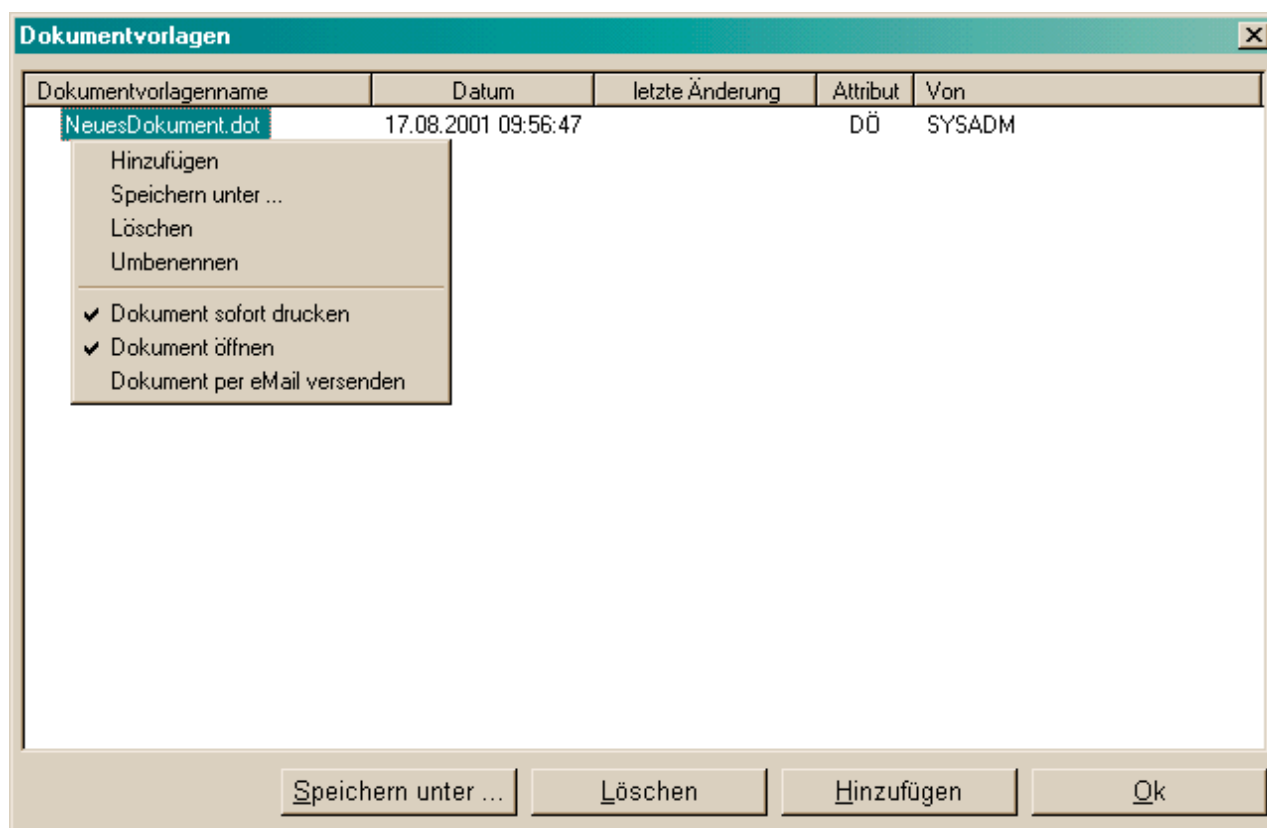 Dokumentvorlagen
Dokumentvorlagenname Datum letzte Änderung Attribut Von
NeuesDokument.dot 17.08.2001 09:56:47 DÖ SYSADM
Hinzufügen
Speichern unter ...
Löschen
Umbenennen
Dokument sofort drucken
Dokument öffnen
Dokument per eMail versenden
Speichern unter ... Löschen Hinzufügen Ok